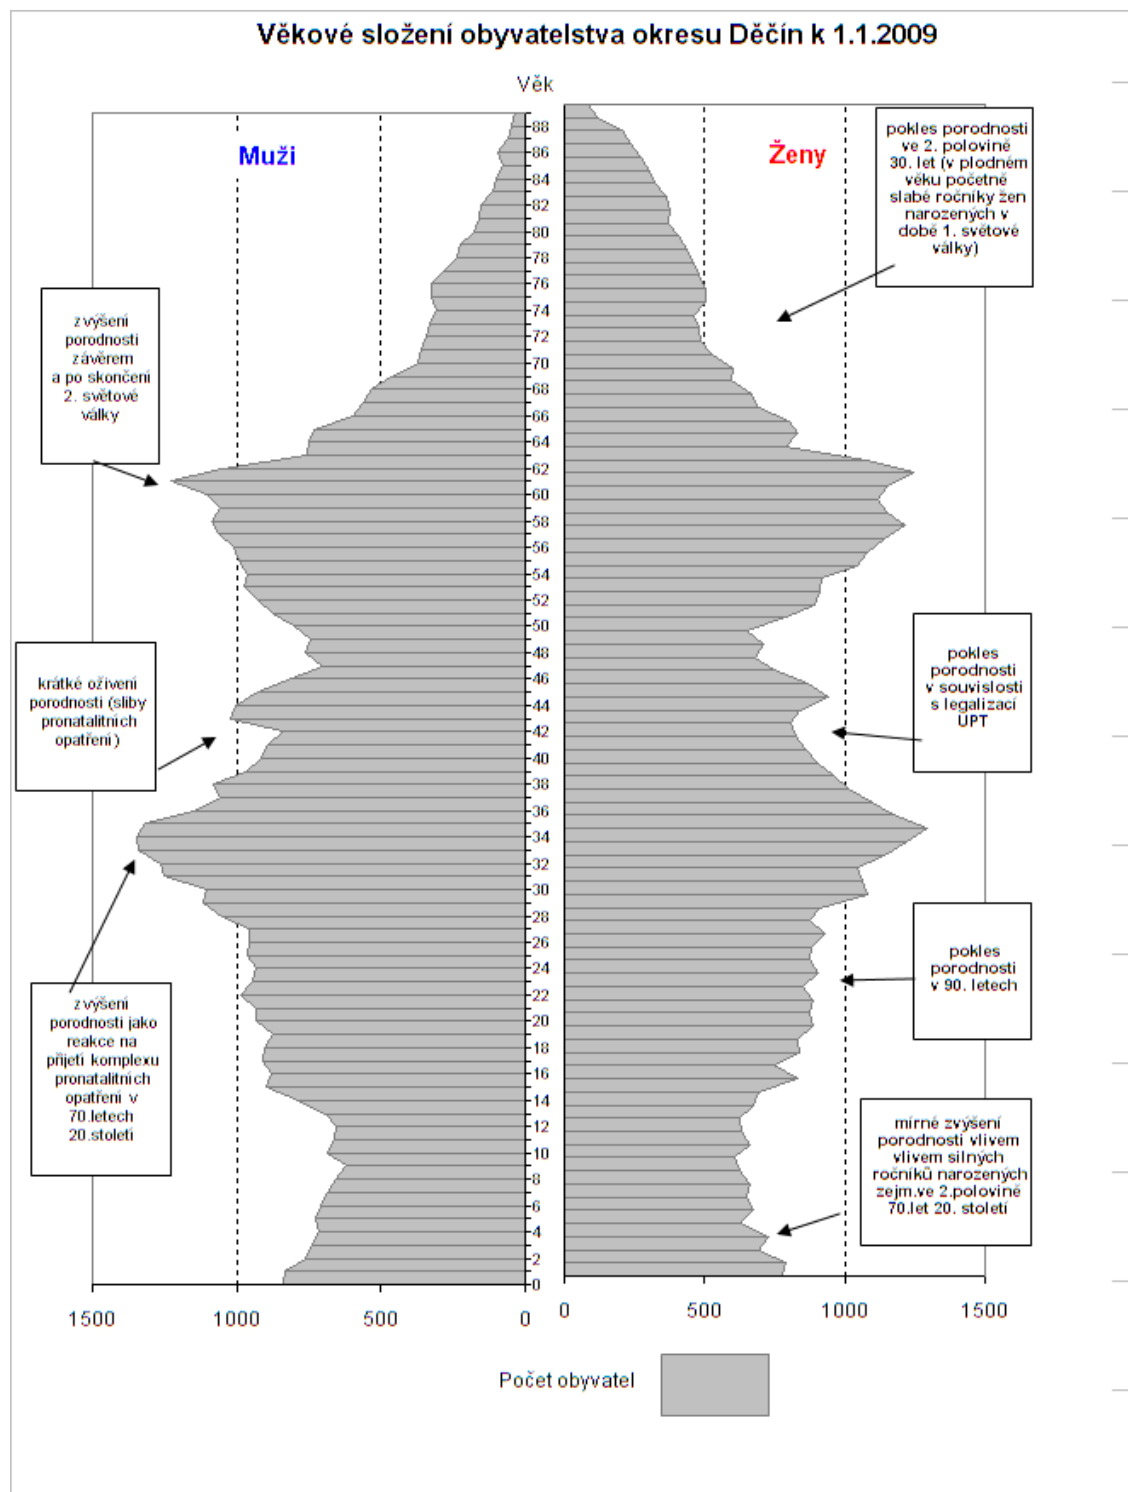 Věkové složení obyvatelstva okresu Děčín k 1.1.2009
Věk
Muži
Ženy
pokles porodnosti
ve 2. polovině
30. let (v plodném
věku početně
slabé ročníky žen
narozených v
době 1. světové
války)
zvýšení
porodnosti
závěrem
a po skončení
2. světové
války
krátké oživení
porodnosti (sliby
pronatalitních
opatření)
pokles
porodnosti
v souvislosti
s legalizací
UPT
pokles
porodnosti
v 90. letech
zvýšení
porodnosti jako
reakce na
přijetí komplexu
pronatalitních
opatření v
70.letech
20.století
mírné zvýšení
porodnosti vlivem
vlivem silných
ročníků narozených
zejm.ve 2.polovině
70.let 20. století
88
86
84
82
80
78
76
74
72
70
68
66
64
62
60
58
56
54
52
50
48
46
44
42
40
38
36
34
32
30
28
26
24
22
20
18
16
14
12
10
8
6
4
2
0
1500 1000 500 0
0 500 1000 1500
Počet obyvatel